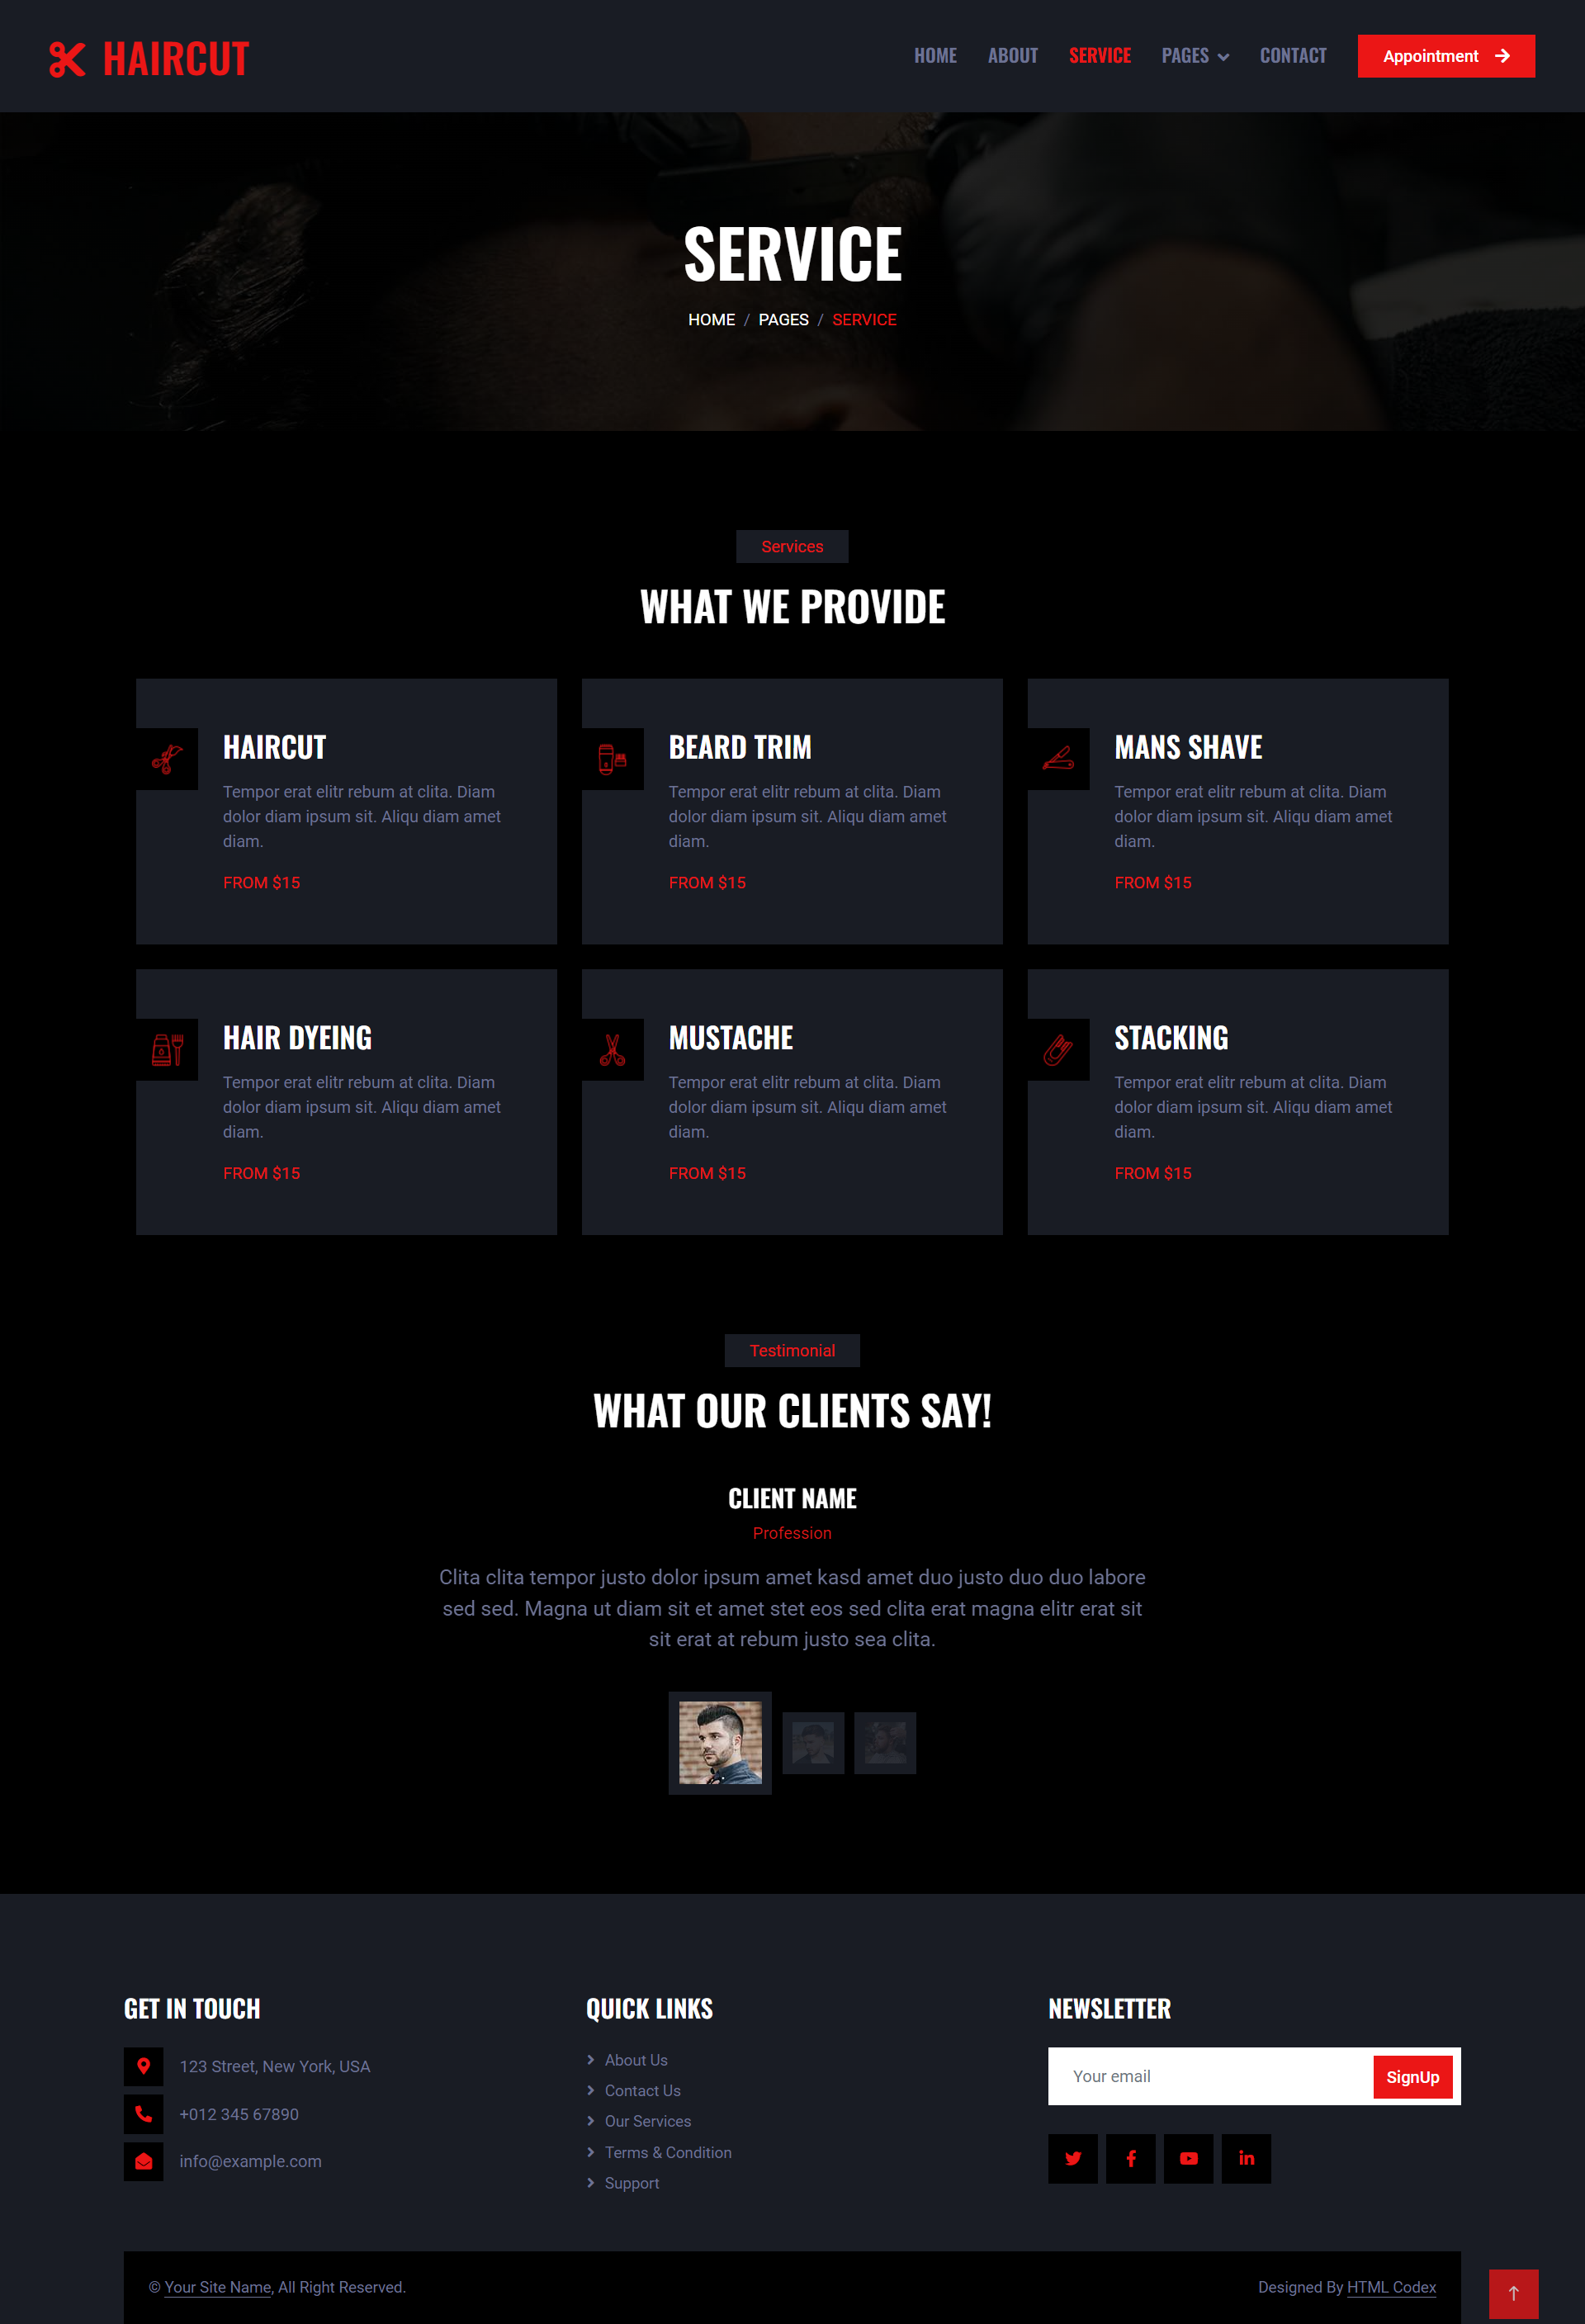 HAIRCUT
HOME ABOUT SERVICE PAGES CONTACT Appointment
SERVICE
HOME / PAGES / SERVICE
Services
WHAT WE PROVIDE
HAIRCUT
Tempor erat elitr rebum at clita. Diam
dolor diam ipsum sit. Aliqu diam amet
diam.
FROM $15
BEARD TRIM
Tempor erat elitr rebum at clita. Diam
dolor diam ipsum sit. Aliqu diam amet
diam.
FROM $15
MANS SHAVE
Tempor erat elitr rebum at clita. Diam
dolor diam ipsum sit. Aliqu diam amet
diam.
FROM $15
HAIR DYEING
Tempor erat elitr rebum at clita. Diam
dolor diam ipsum sit. Aliqu diam amet
diam.
FROM $15
MUSTACHE
Tempor erat elitr rebum at clita. Diam
dolor diam ipsum sit. Aliqu diam amet
diam.
FROM $15
STACKING
Tempor erat elitr rebum at clita. Diam
dolor diam ipsum sit. Aliqu diam amet
diam.
FROM $15
Testimonial
WHAT OUR CLIENTS SAY!
CLIENT NAME
Profession
Clita clita tempor justo dolor ipsum amet kasd amet duo justo duo duo labore
sed sed. Magna ut diam sit et amet stet eos sed clita erat magna elitr erat sit
sit erat at rebum justo sea clita.
GET IN TOUCH
123 Street, New York, USA
+012 345 67890
info@example.com
QUICK LINKS
About Us
Contact Us
Our Services
Terms & Condition
Support
NEWSLETTER
Your email SignUp
© Your Site Name, All Right Reserved.
Designed By HTML Codex